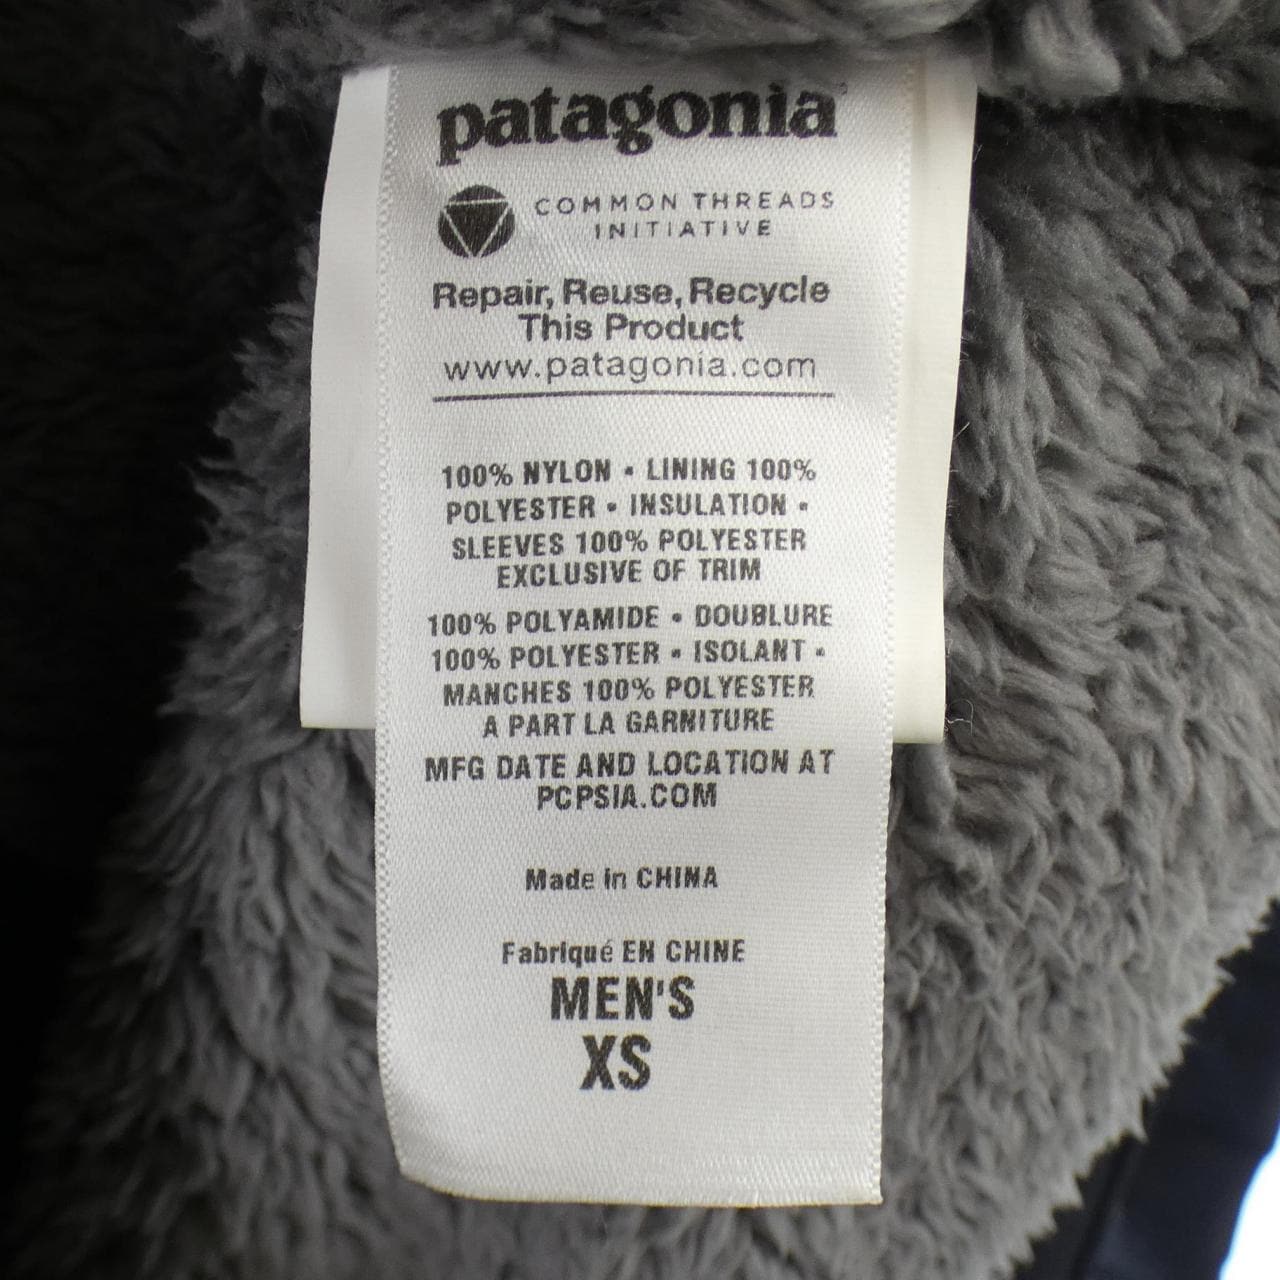 patagonia
COMMON THREADS
INITIATIVE
Repair, Reuse, Recycle
This Product
www.patagonia.com
100% NYLON • LINING 100%
POLYESTER • INSULATION •
SLEEVES 100% POLYESTER
EXCLUSIVE OF TRIM
100% POLYAMIDE • DOUBLURE
100% POLYESTER • ISOLANT •
MANCHES 100% POLYESTER
A PART LA GARNITURE
MFG DATE AND LOCATION AT
PCPSIA.COM
Made in CHINA
Fabriqué EN CHINE
MEN'S
XS